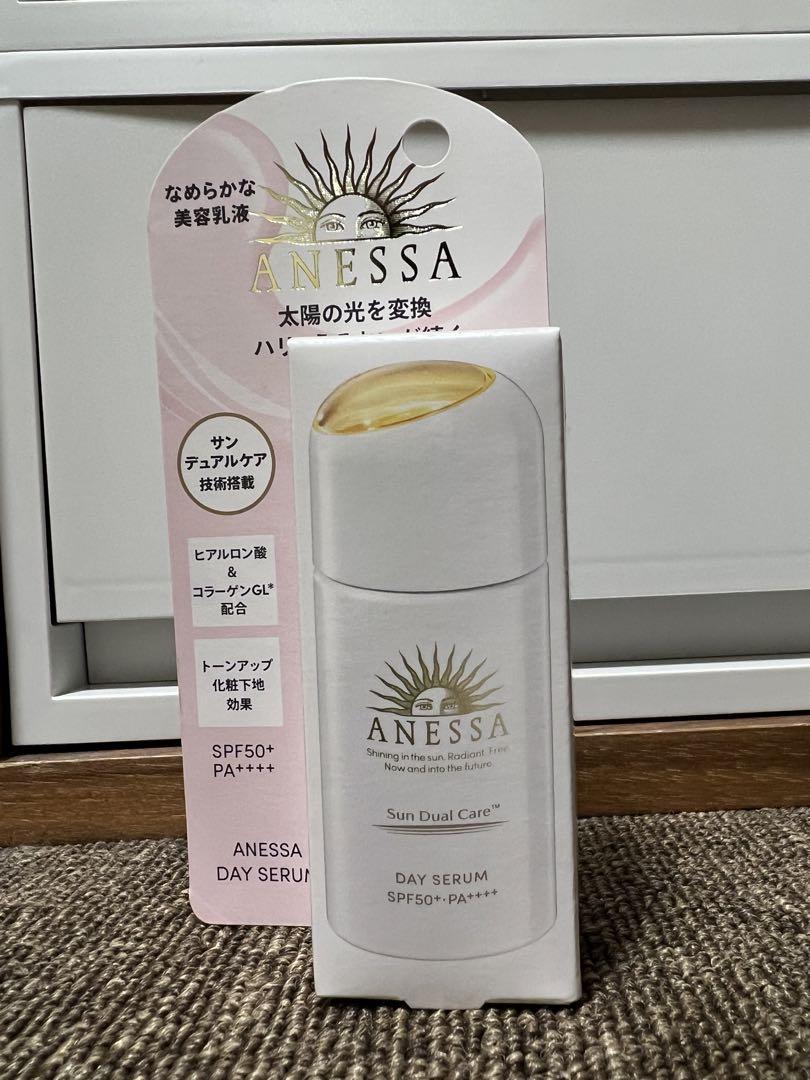 なめらかな
美容乳液
ANESSA
太陽の光を変換
サン
デュアルケア
技術搭載
ヒアルロン酸
&
コラーゲンGL*
配合
トーンアップ
化粧下地
効果
SPF50+
PA++++
ANESSA
DAY SERUM
ANESSA
Shining in the sun. Radiant. Free.
Now and into the future.
Sun Dual Care™
DAY SERUM
SPF50+・PA++++